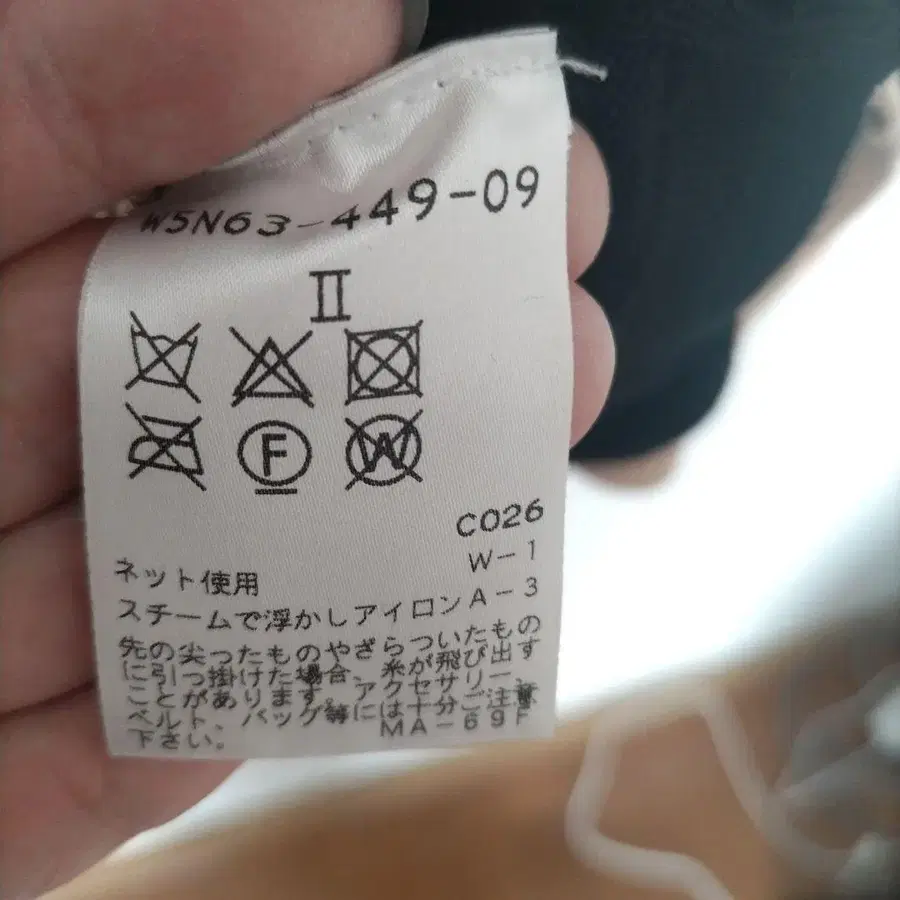 W5N63-449-09
II
F
W
C026
W-1
ネット使用
スチームで浮かしアイロンA-3
先の尖ったものやざらついたもの
に引っ掛けた場合、糸が飛び出す
ことがあります。アクセサリー、
ベルト、バッグ等には十分ご注意
下さい。 MA-69F